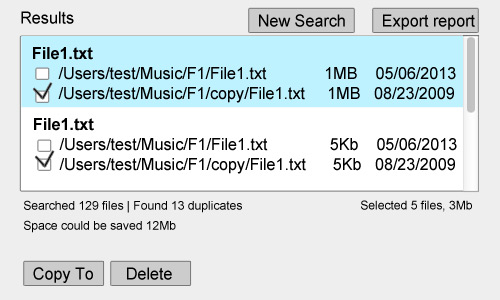 Results New Search Export report
File1.txt
/Users/test/Music/F1/File1.txt 1MB 05/06/2013
/Users/test/Music/F1/copy/File1.txt 1MB 08/23/2009
File1.txt
/Users/test/Music/F1/File1.txt 5Kb 05/06/2013
/Users/test/Music/F1/copy/File1.txt 5Kb 08/23/2009
Searched 129 files | Found 13 duplicates Selected 5 files, 3Mb
Space could be saved 12Mb
Copy To Delete